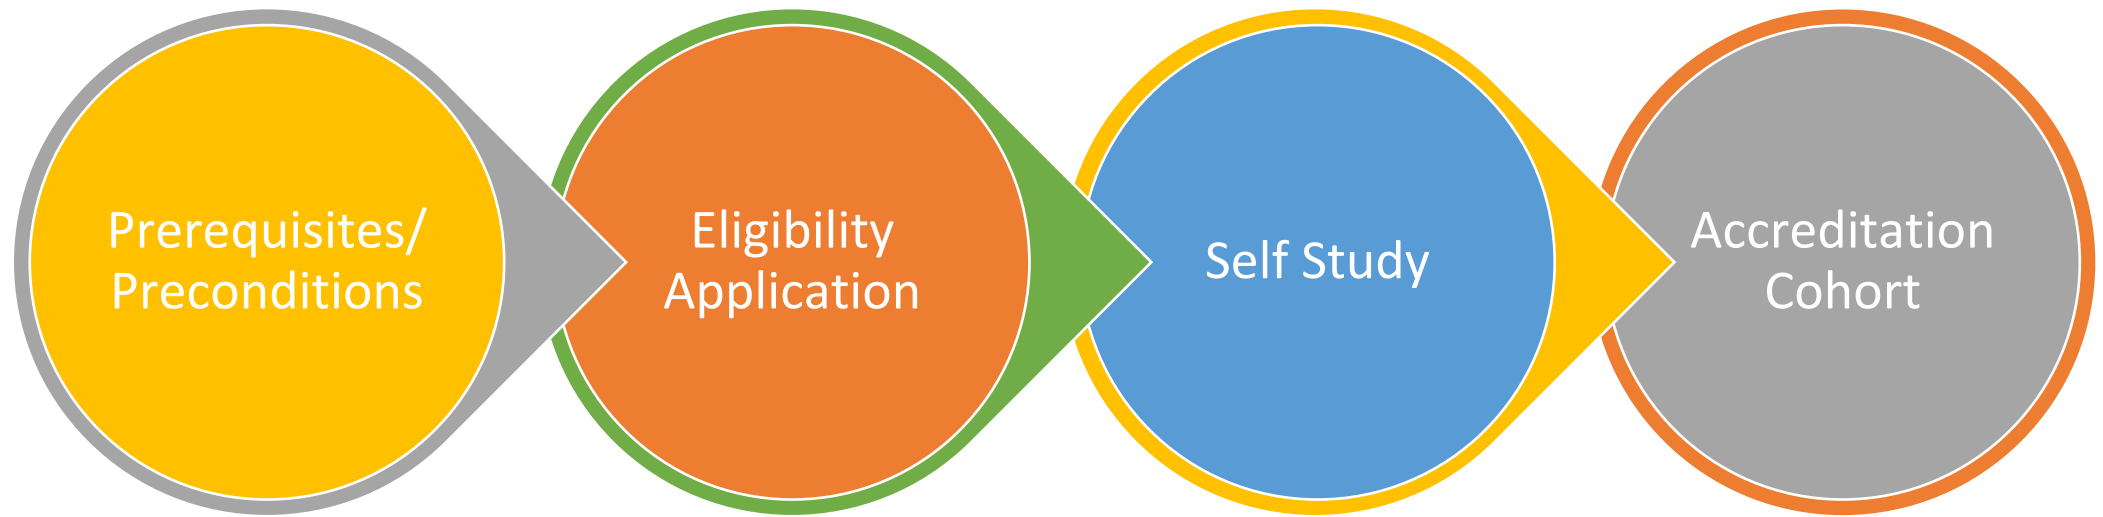 Prerequisites/
Preconditions
Eligibility
Application
Self Study
Accreditation
Cohort